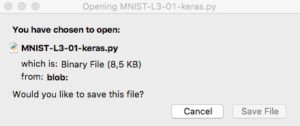 Opening MNIST-L3-01-keras.py
You have chosen to open:
MNIST-L3-01-keras.py
which is: Binary File (8,5 KB)
from: blob:
Would you like to save this file?
Cancel Save File